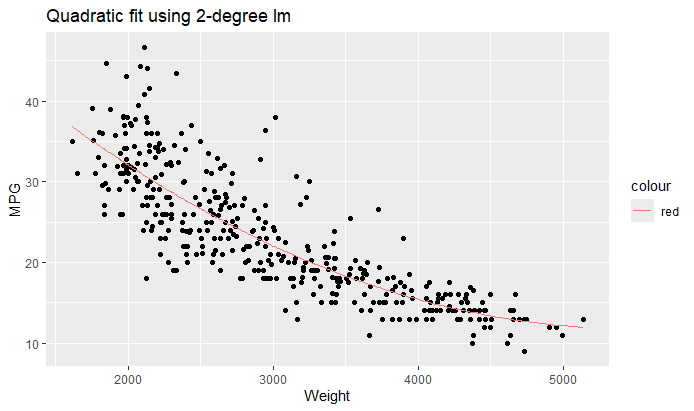 Quadratic fit using 2-degree lm
MPG
40
30
20
10
2000 3000 4000 5000
Weight
colour
red